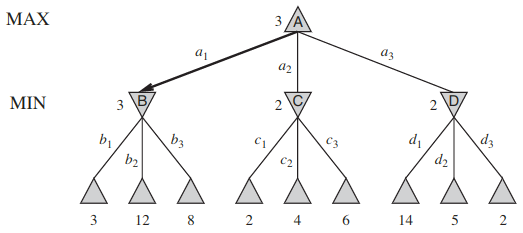 MAX
3 A
a1 a2 a3
MIN
3 B 2 C 2 D
b1 b2 b3 c1 c2 c3 d1 d2 d3
3 12 8 2 4 6 14 5 2